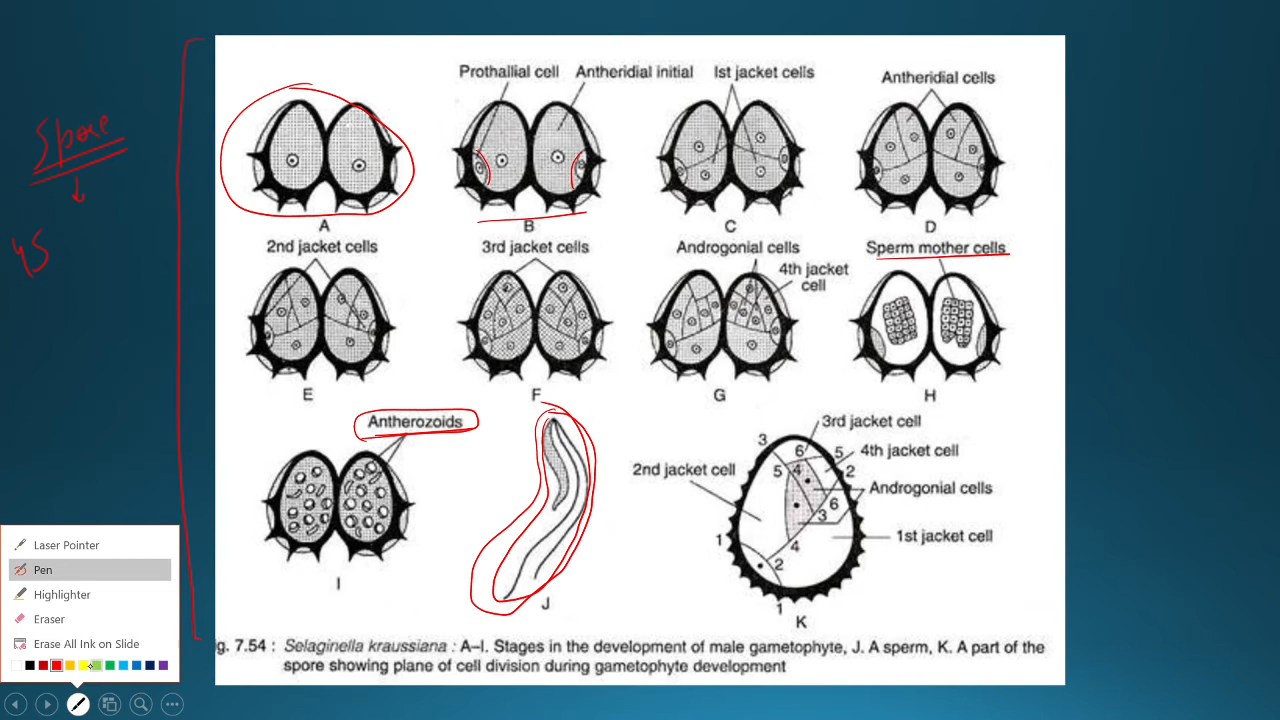 Spore
Prothallial cell Antheridial initial Ist jacket cells Antheridial cells
A B C D
2nd jacket cells 3rd jacket cells Androgonial cells Sperm mother cells
4th jacket
cell
E F G H
Antherozoids
I J
3rd jacket cell
4th jacket cell
2nd jacket cell
Androgonial cells
1st jacket cell
3 6 5 5 4 2
6 3
1 4 2
1
K
g. 7.54 : Selaginella kraussiana : A–I. Stages in the development of male gametophyte, J. A sperm, K. A part of the
spore showing plane of cell division during gametophyte development
Laser Pointer
Pen
Highlighter
Eraser
Erase All Ink on Slide